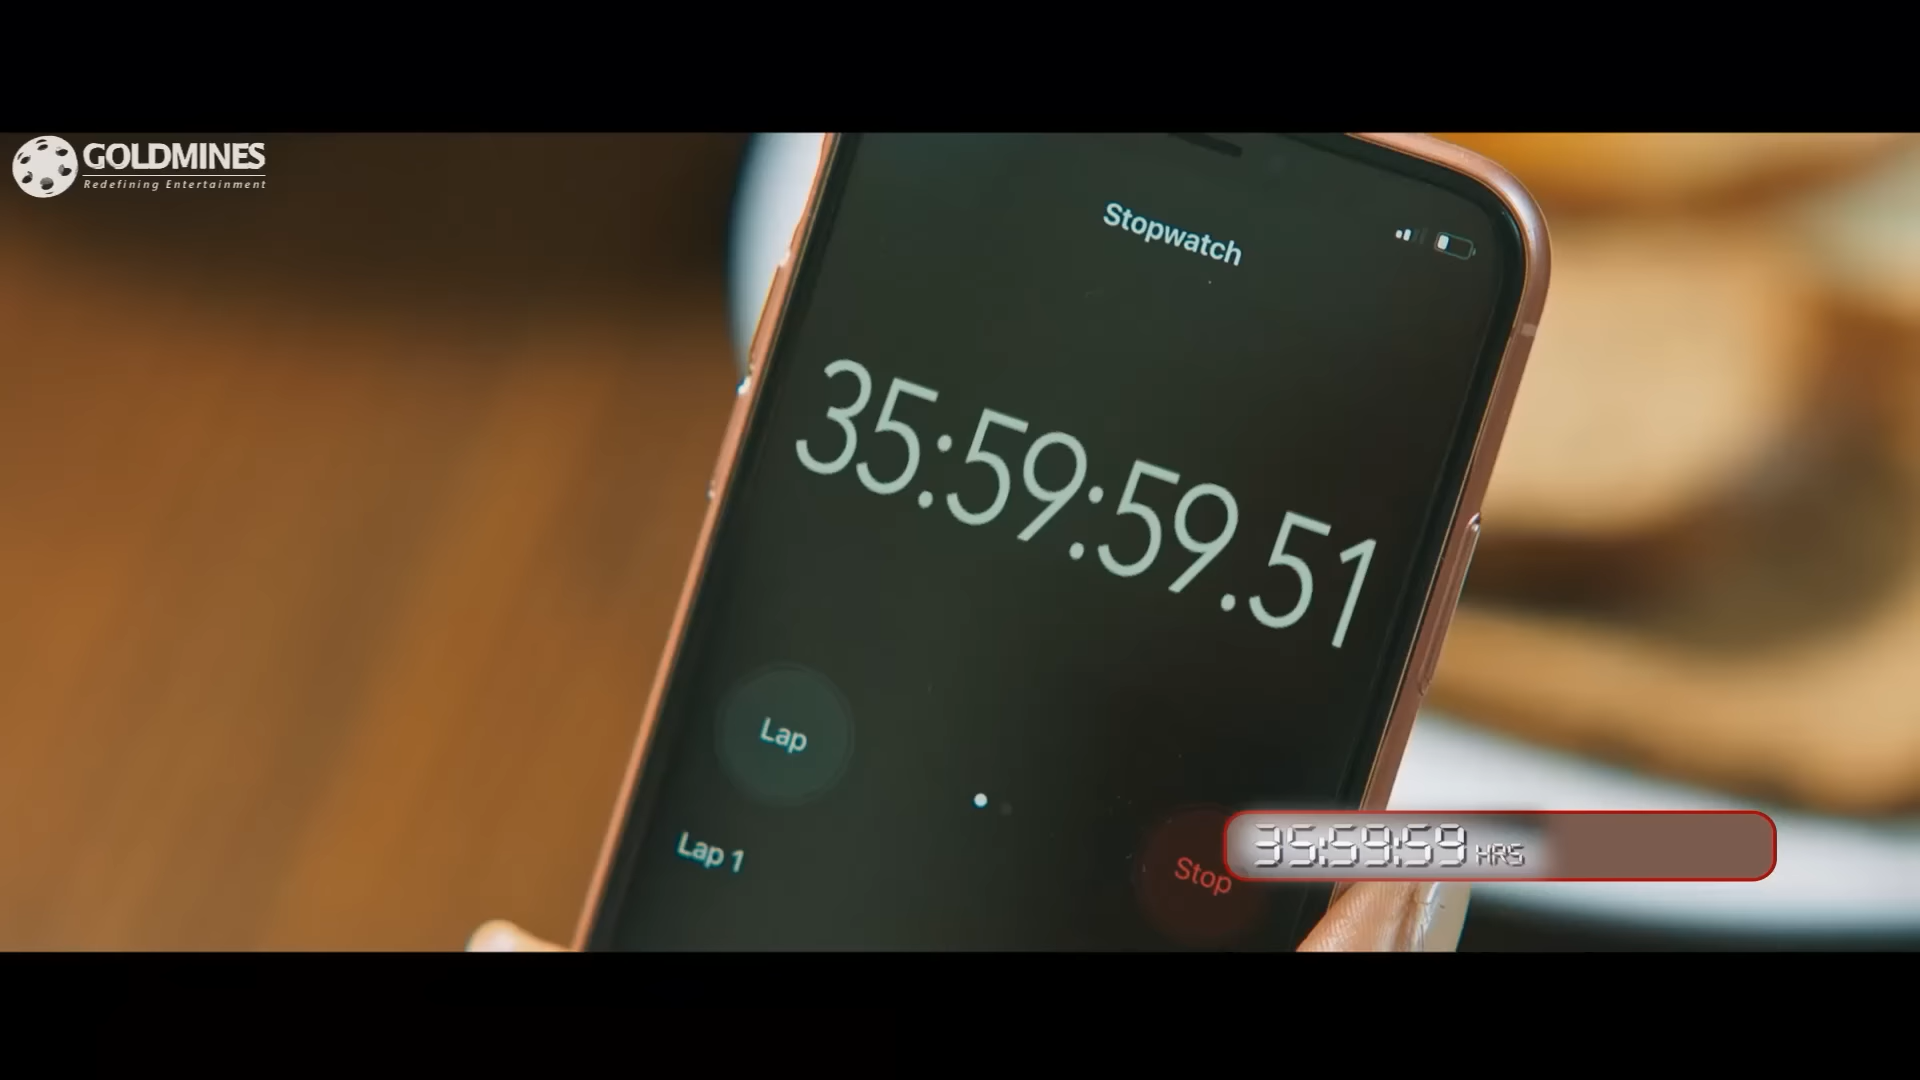 GOLDMINES
Redefining Entertainment
Stopwatch
35:59:59.51
Lap
Lap 1
Stop
35:59:59 HRS